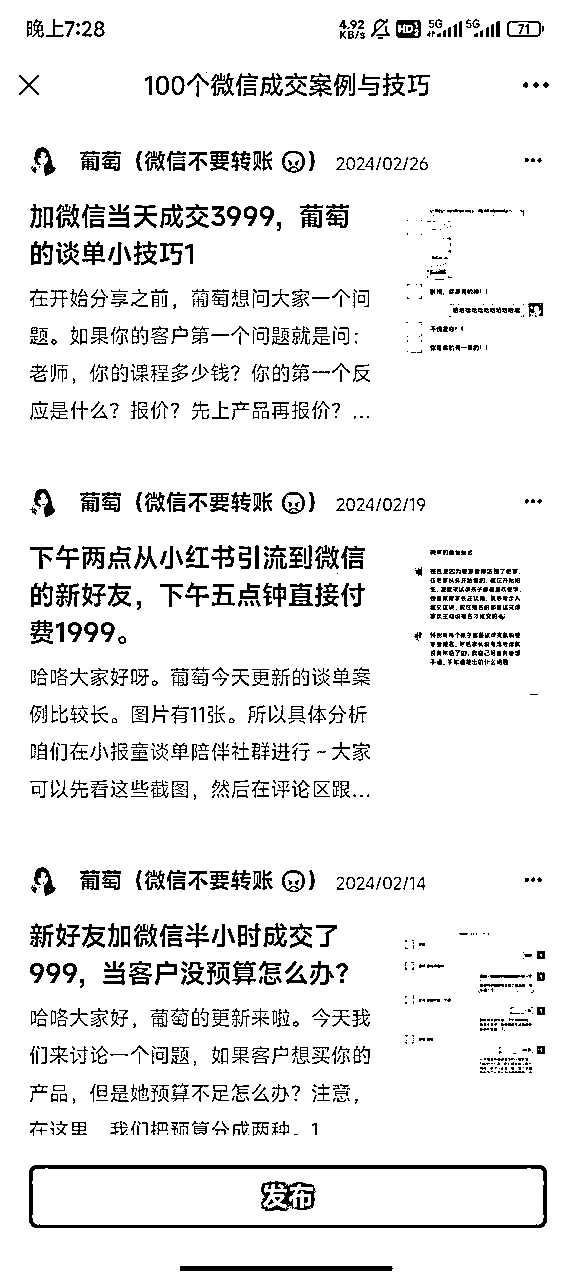 晚上7:28
4.92 KB/s HD 5G 5G 71
100个微信成交案例与技巧
葡萄（微信不要转账 ） 2024/02/26
加微信当天成交3999，葡萄
的谈单小技巧1
在开始分享之前，葡萄想问大家一个问
题。如果你的客户第一个问题就是问：
老师，你的课程多少钱？你的第一个反
应是什么？报价？先上产品再报价？...
葡萄（微信不要转账 ） 2024/02/19
下午两点从小红书引流到微信
的新好友，下午五点钟直接付
费1999。
哈咯大家好呀。葡萄今天更新的谈单案
例比较长。图片有11张。所以具体分析
咱们在小报童谈单陪伴社群进行～大家
可以先看这些截图，然后在评论区跟...
葡萄（微信不要转账 ） 2024/02/14
新好友加微信半小时成交了
999，当客户没预算怎么办？
哈咯大家好，葡萄的更新来啦。今天我
们来讨论一个问题，如果客户想买你的
产品，但是她预算不足怎么办？注意，
在这里，我们把预算分成两种。1
发布